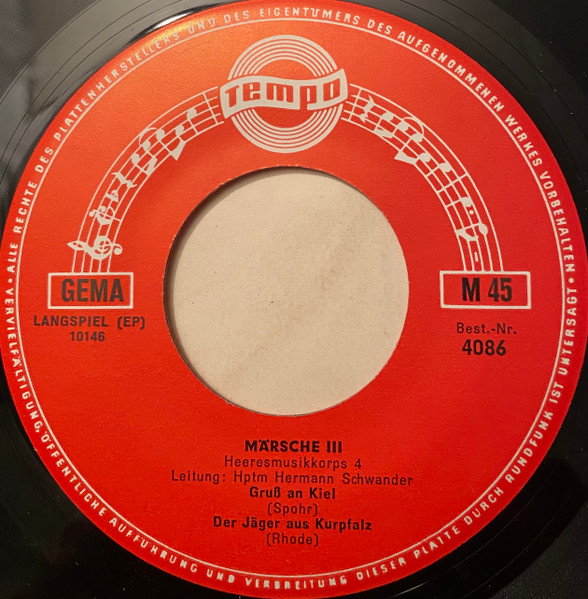 ALLE RECHTE DES PLATTENHERSTELLERS UND DES EIGENTÜMERS DES AUFGENOMMENEN WERKES VORBEHALTEN
• VERVIELFÄLTIGUNG, ÖFFENTLICHE AUFFÜHRUNG UND VERBREITUNG DIESER PLATTE DURCH RUNDFUNK IST UNTERSAGT •
Tempo
GEMA
LANGSPIEL (EP)
10146
M 45
Best.-Nr.
4086
MÄRSCHE III
Heeresmusikkorps 4
Leitung: Hptm Hermann Schwander
Gruß an Kiel
(Spohr)
Der Jäger aus Kurpfalz
(Rhode)